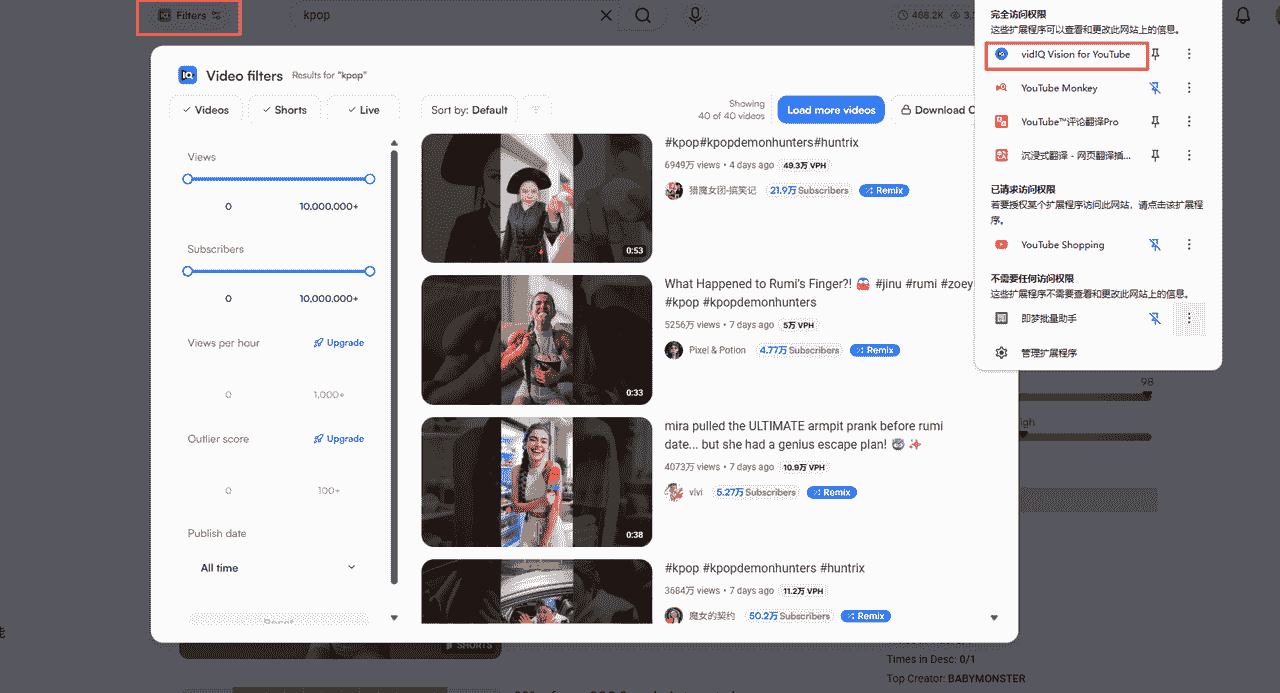 Filters
kpop
468.2K
完全访问权限
这些扩展程序可以查看和更改此网站上的信息。
vidIQ Vision for YouTube
YouTube Monkey
YouTube™评论翻译Pro
沉浸式翻译 - 网页翻译插...
已请求访问权限
若要授权某个扩展程序访问此网站，请点击该扩展程序。
YouTube Shopping
不需要任何访问权限
这些扩展程序不需要查看和更改此网站上的信息。
即梦批量助手
管理扩展程序
Video filters
Results for "kpop"
Videos
Shorts
Live
Sort by: Default
Showing
40 of 40 videos
Load more videos
Download
Views
0
10,000,000+
Subscribers
0
10,000,000+
Views per hour
Upgrade
0
1,000+
Outlier score
Upgrade
0
100+
Publish date
All time
Reset
#kpop#kpopdemonhunters#huntrix
6949万 views • 4 days ago 49.3万 VPH
猎魔女团-搞笑记 21.9万 Subscribers Remix
0:53
What Happened to Rumi's Finger?! #jinu #rumi #zoey
#kpop #kpopdemonhunters
5256万 views • 7 days ago 5万 VPH
Pixel & Potion 4.77万 Subscribers Remix
0:33
mira pulled the ULTIMATE armpit prank before rumi
date... but she had a genius escape plan!
4073万 views • 7 days ago 10.9万 VPH
vivi 5.27万 Subscribers Remix
0:38
#kpop #kpopdemonhunters #huntrix
3684万 views • 7 days ago 11.2万 VPH
魔女的契约 50.2万 Subscribers Remix
98
SHORTS
Times in Desc: 0/1
Top Creator: BABYMONSTER